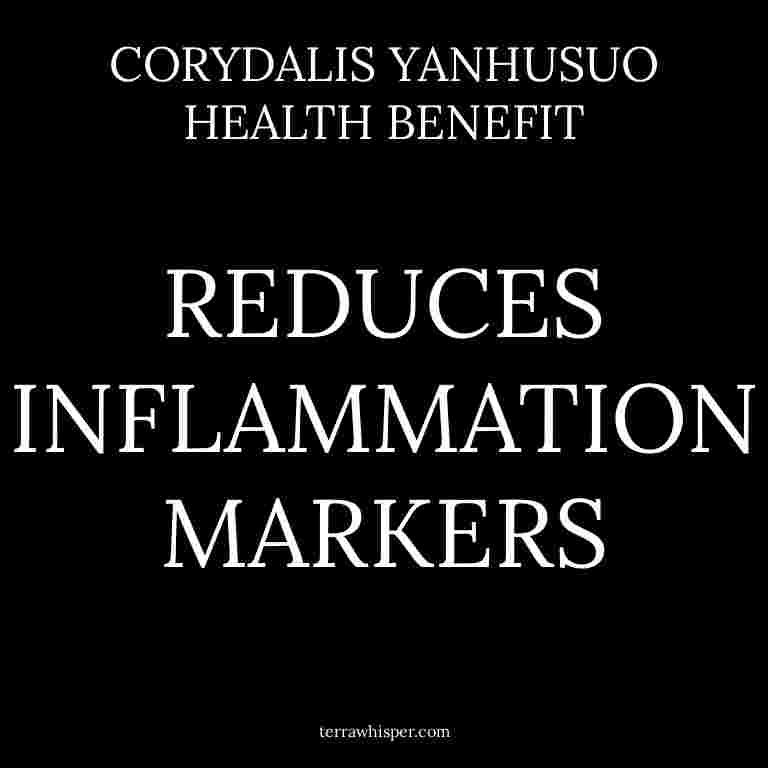 CORYDALIS YANHUSUO
HEALTH BENEFIT
REDUCES
INFLAMMATION
MARKERS
terrawhisper.com